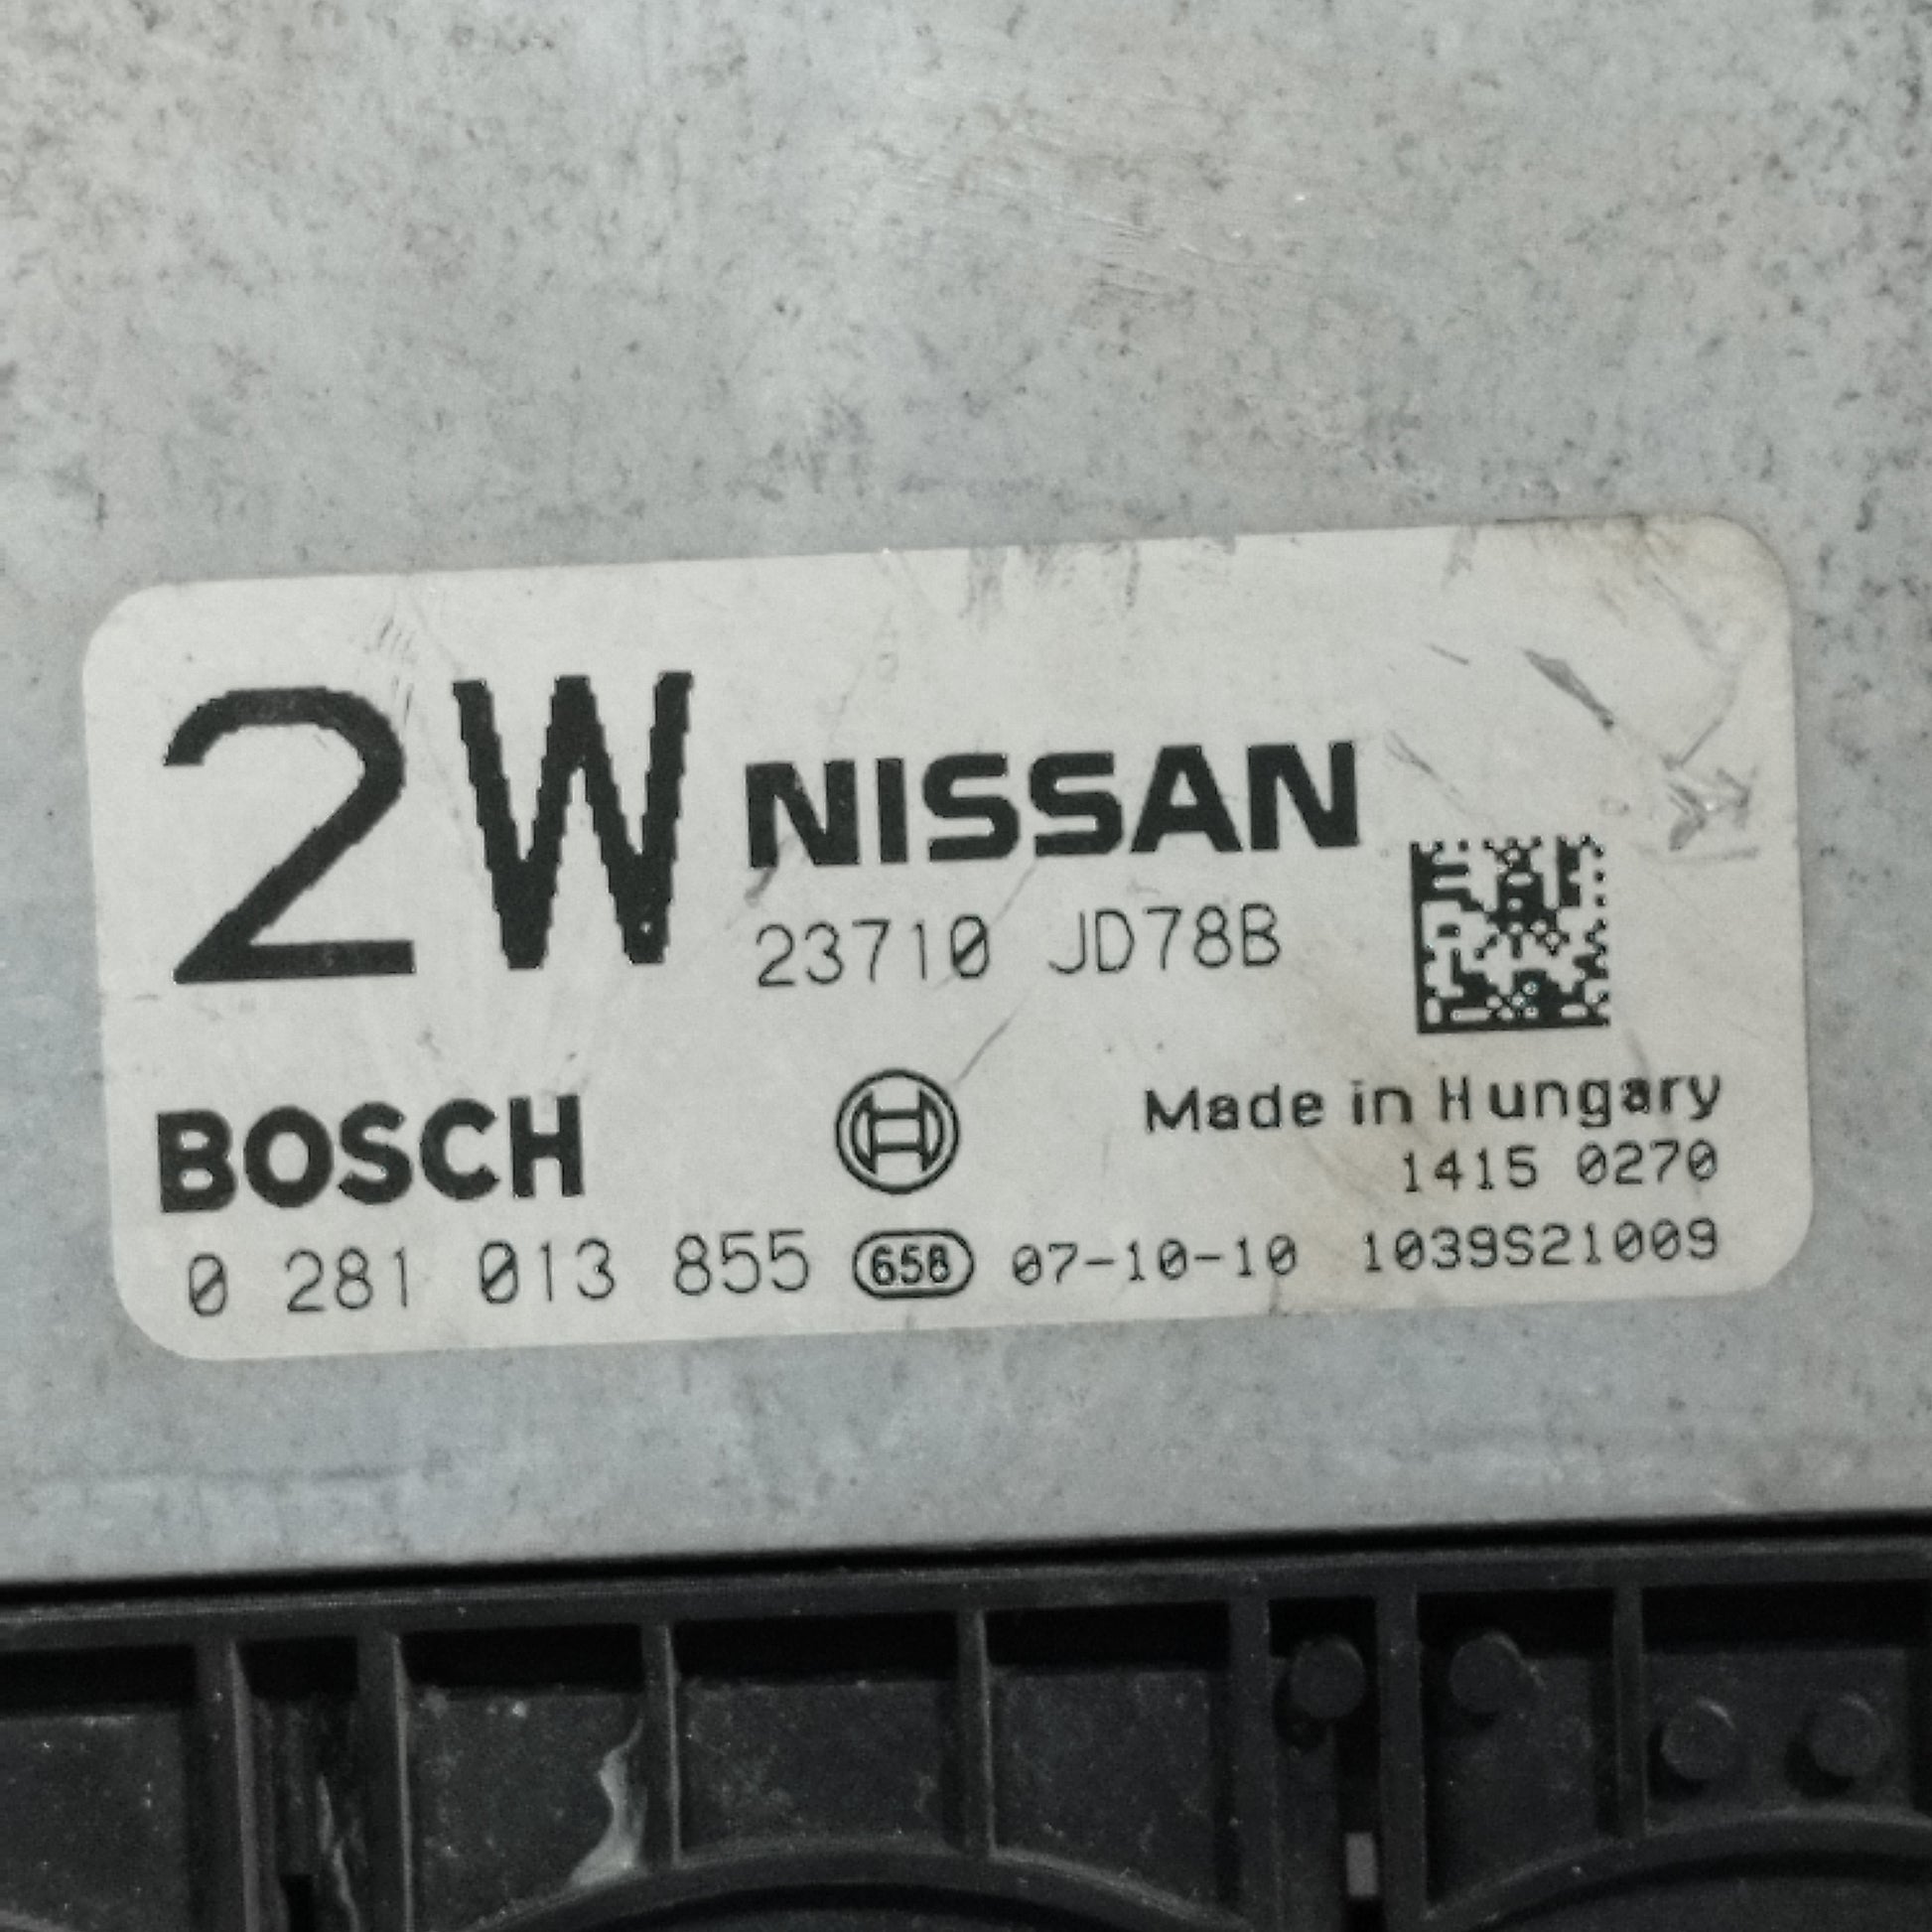 2W NISSAN
23710 JD78B
BOSCH Made in Hungary
1415 0270
0 281 013 855 658 07-10-10 1039S21009